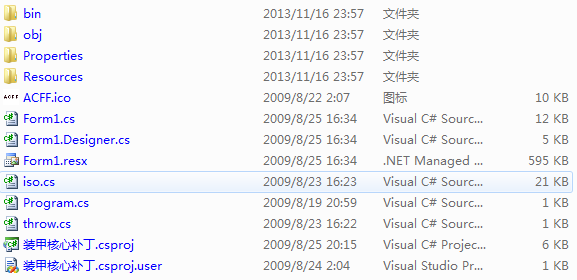 bin 2013/11/16 23:57 文件夹
obj 2013/11/16 23:57 文件夹
Properties 2013/11/16 23:57 文件夹
Resources 2013/11/16 23:57 文件夹
ACFF ACFF.ico 2009/8/22 2:07 图标 10 KB
Form1.cs 2009/8/25 16:34 Visual C# Sourc... 12 KB
Form1.Designer.cs 2009/8/25 16:34 Visual C# Sourc... 5 KB
Form1.resx 2009/8/25 16:34 .NET Managed ... 595 KB
iso.cs 2009/8/23 16:23 Visual C# Sourc... 21 KB
Program.cs 2009/8/19 20:59 Visual C# Sourc... 1 KB
throw.cs 2009/8/23 16:22 Visual C# Sourc... 1 KB
装甲核心补丁.csproj 2009/8/25 20:15 Visual C# Projec... 6 KB
装甲核心补丁.csproj.user 2009/8/24 2:04 Visual Studio Pr... 1 KB